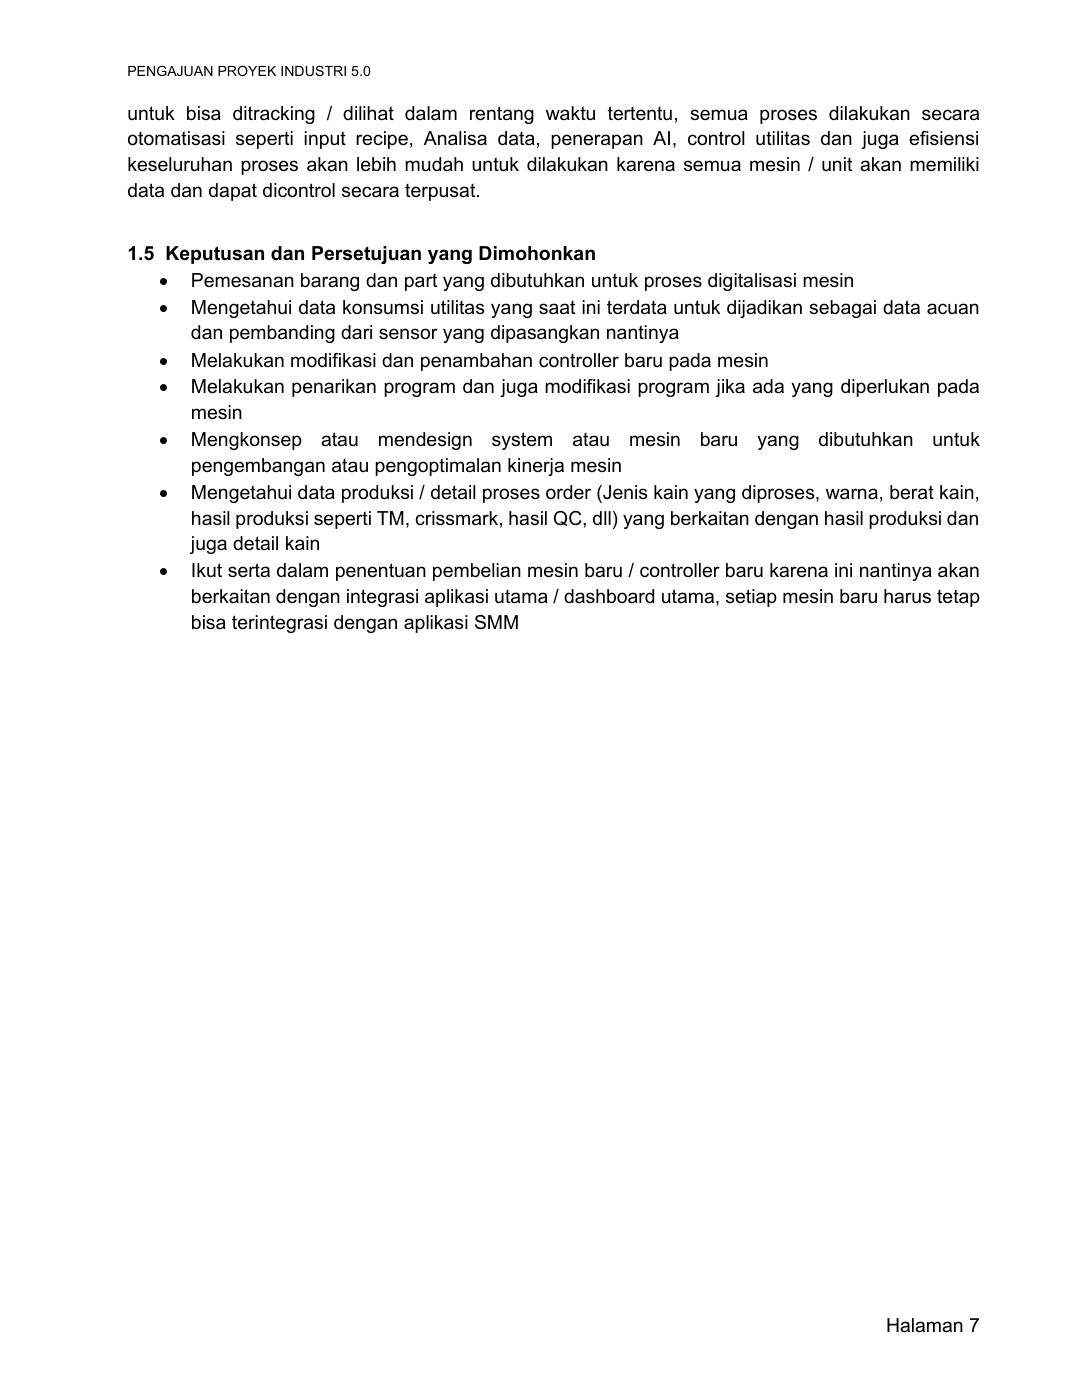 PENGAJUAN PROYEK INDUSTRI 5.0
untuk bisa ditracking / dilihat dalam rentang waktu tertentu, semua proses dilakukan secara
otomatisasi seperti input recipe, Analisa data, penerapan AI, control utilitas dan juga efisiensi
keseluruhan proses akan lebih mudah untuk dilakukan karena semua mesin / unit akan memiliki
data dan dapat dicontrol secara terpusat.
1.5 Keputusan dan Persetujuan yang Dimohonkan
• Pemesanan barang dan part yang dibutuhkan untuk proses digitalisasi mesin
• Mengetahui data konsumsi utilitas yang saat ini terdata untuk dijadikan sebagai data acuan
dan pembanding dari sensor yang dipasangkan nantinya
• Melakukan modifikasi dan penambahan controller baru pada mesin
• Melakukan penarikan program dan juga modifikasi program jika ada yang diperlukan pada
mesin
• Mengkonsep atau mendesign system atau mesin baru yang dibutuhkan untuk
pengembangan atau pengoptimalan kinerja mesin
• Mengetahui data produksi / detail proses order (Jenis kain yang diproses, warna, berat kain,
hasil produksi seperti TM, crissmark, hasil QC, dll) yang berkaitan dengan hasil produksi dan
juga detail kain
• Ikut serta dalam penentuan pembelian mesin baru / controller baru karena ini nantinya akan
berkaitan dengan integrasi aplikasi utama / dashboard utama, setiap mesin baru harus tetap
bisa terintegrasi dengan aplikasi SMM
Halaman 7